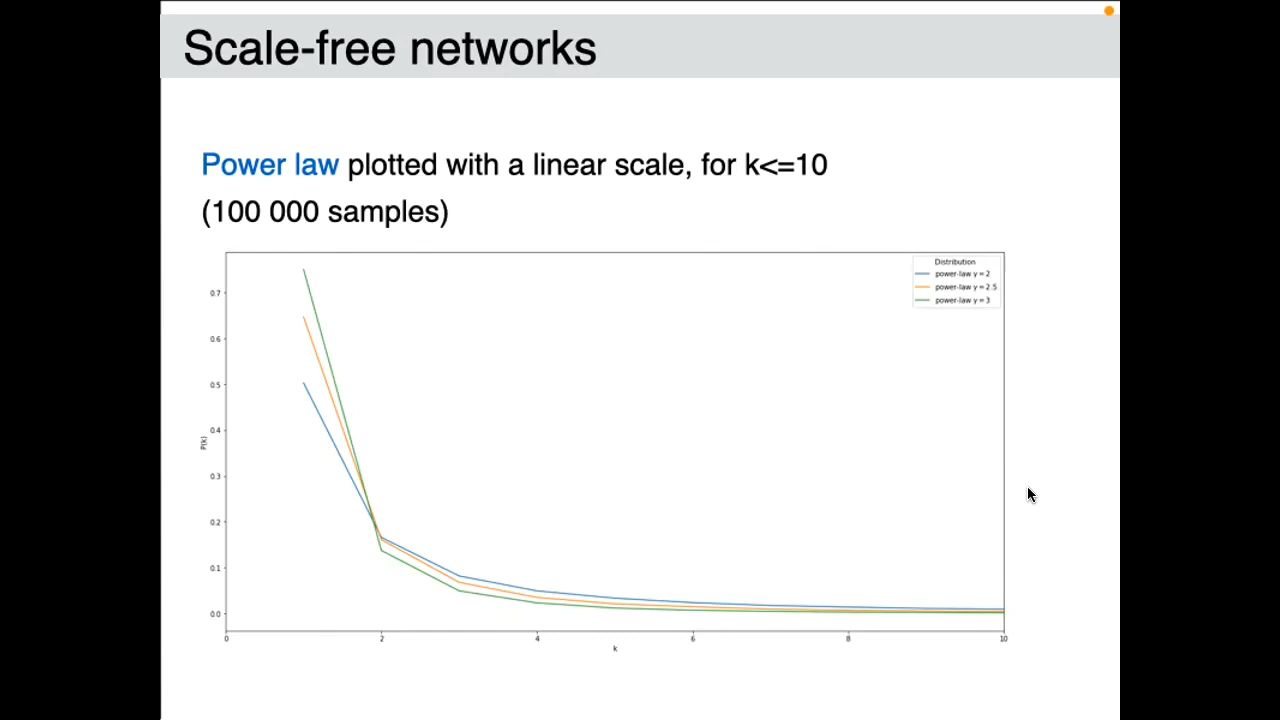 Scale-free networks
Power law plotted with a linear scale, for k<=10
(100 000 samples)
Distribution
power-law y = 2
power-law y = 2.5
power-law y = 3
0.7
0.6
0.5
0.4
0.3
0.2
0.1
0.0
P(k)
0 2 4 6 8 10
k